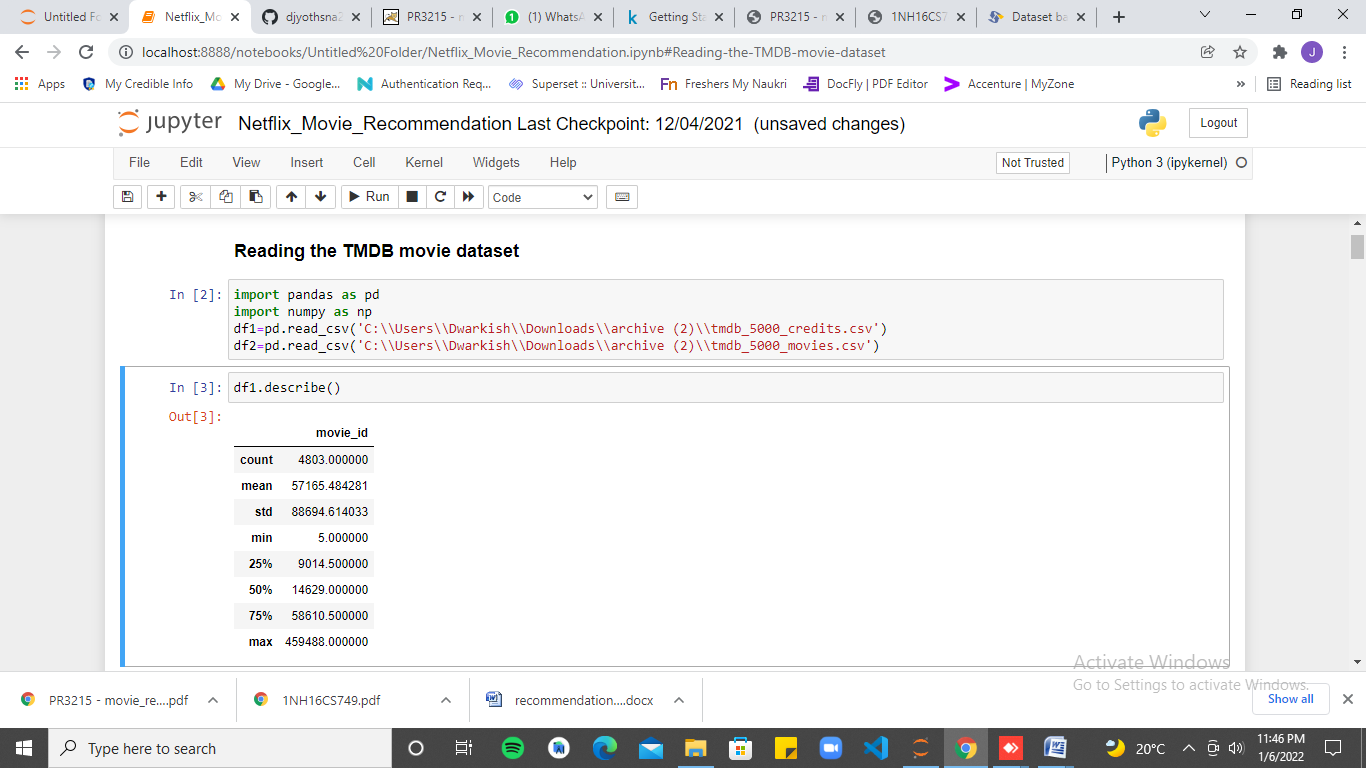 Untitled Fo
Netflix_Mo
djyothsna2
PR3215 - m
(1) WhatsA
Getting Sta
PR3215 - m
1NH16CS7
Dataset ba
localhost:8888/notebooks/Untitled%20Folder/Netflix_Movie_Recommendation.ipynb#Reading-the-TMDB-movie-dataset
J
Apps
My Credible Info
My Drive - Google...
Authentication Req...
Superset :: Universit...
Freshers My Naukri
DocFly | PDF Editor
Accenture | MyZone
»
Reading list
jupyter Netflix_Movie_Recommendation Last Checkpoint: 12/04/2021 (unsaved changes)
Logout
File Edit View Insert Cell Kernel Widgets Help
Not Trusted
Python 3 (ipykernel)
Run
Code
Reading the TMDB movie dataset
In [2]: import pandas as pd
import numpy as np
df1=pd.read_csv('C:\\Users\\Dwarkish\\Downloads\\archive (2)\\tmdb_5000_credits.csv')
df2=pd.read_csv('C:\\Users\\Dwarkish\\Downloads\\archive (2)\\tmdb_5000_movies.csv')
In [3]: df1.describe()
Out[3]:
movie_id
count 4803.000000
mean 57165.484281
std 88694.614033
min 5.000000
25% 9014.500000
50% 14629.000000
75% 58610.500000
max 459488.000000
Activate Windows
Go to Settings to activate Windows.
PR3215 - movie_re....pdf
1NH16CS749.pdf
recommendation....docx
Show all
Type here to search
20°C
11:46 PM
1/6/2022